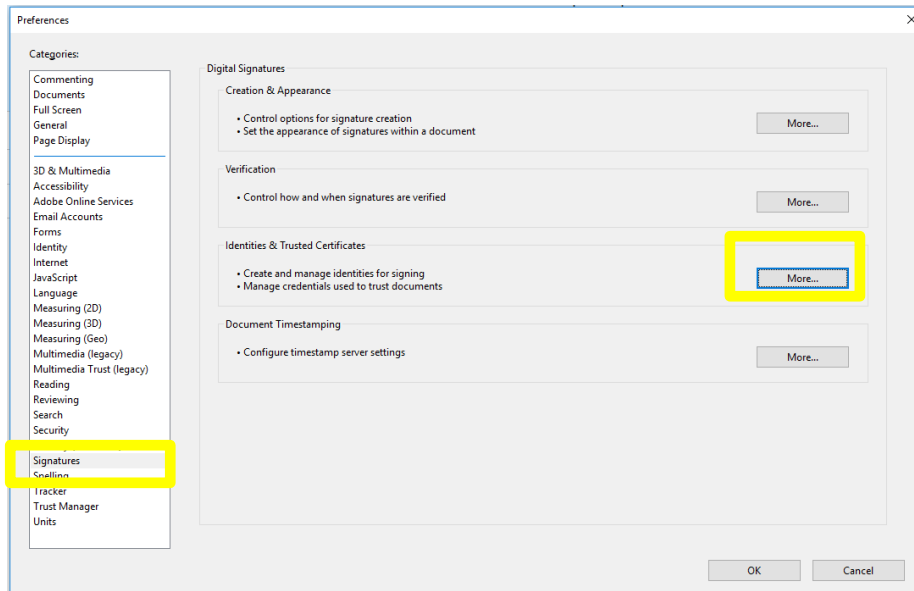 Preferences
Categories:
Commenting
Documents
Full Screen
General
Page Display
3D & Multimedia
Accessibility
Adobe Online Services
Email Accounts
Forms
Identity
Internet
JavaScript
Language
Measuring (2D)
Measuring (3D)
Measuring (Geo)
Multimedia (legacy)
Multimedia Trust (legacy)
Reading
Reviewing
Search
Security
Signatures
Spelling
Tracker
Trust Manager
Units
Digital Signatures
Creation & Appearance
• Control options for signature creation
• Set the appearance of signatures within a document
More...
Verification
• Control how and when signatures are verified
More...
Identities & Trusted Certificates
• Create and manage identities for signing
• Manage credentials used to trust documents
More...
Document Timestamping
• Configure timestamp server settings
More...
OK
Cancel